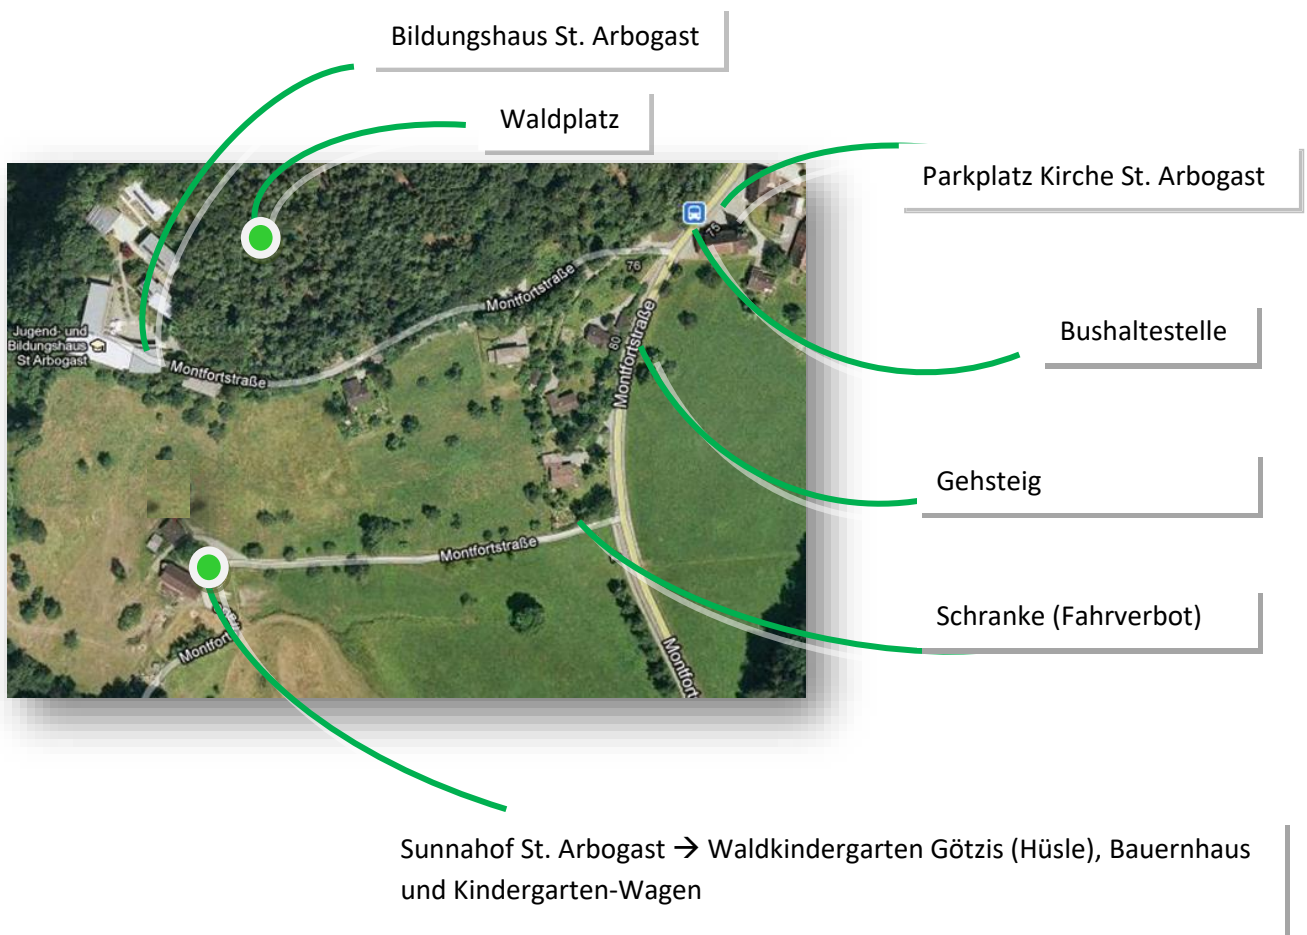 Bildungshaus St. Arbogast
Waldplatz
Parkplatz Kirche St. Arbogast
75
76
Montfortstraße
Bushaltestelle
Jugend- und
Bildungshaus
St Arbogast
Montfortstraße
80
Montfortstraße
Gehsteig
Montfortstraße
Schranke (Fahrverbot)
Montfort
Montfort
Sunnahof St. Arbogast → Waldkindergarten Götzis (Hüsle), Bauernhaus
und Kindergarten-Wagen